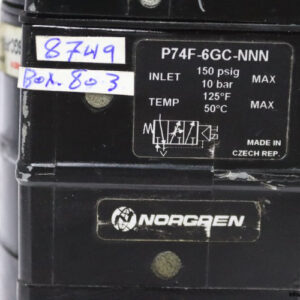 8749
Box. 803
P74F-6GC-NNN
INLET 150 psig MAX
10 bar
TEMP 125°F MAX
50°C
MADE IN
CZECH REP.
NORGREN